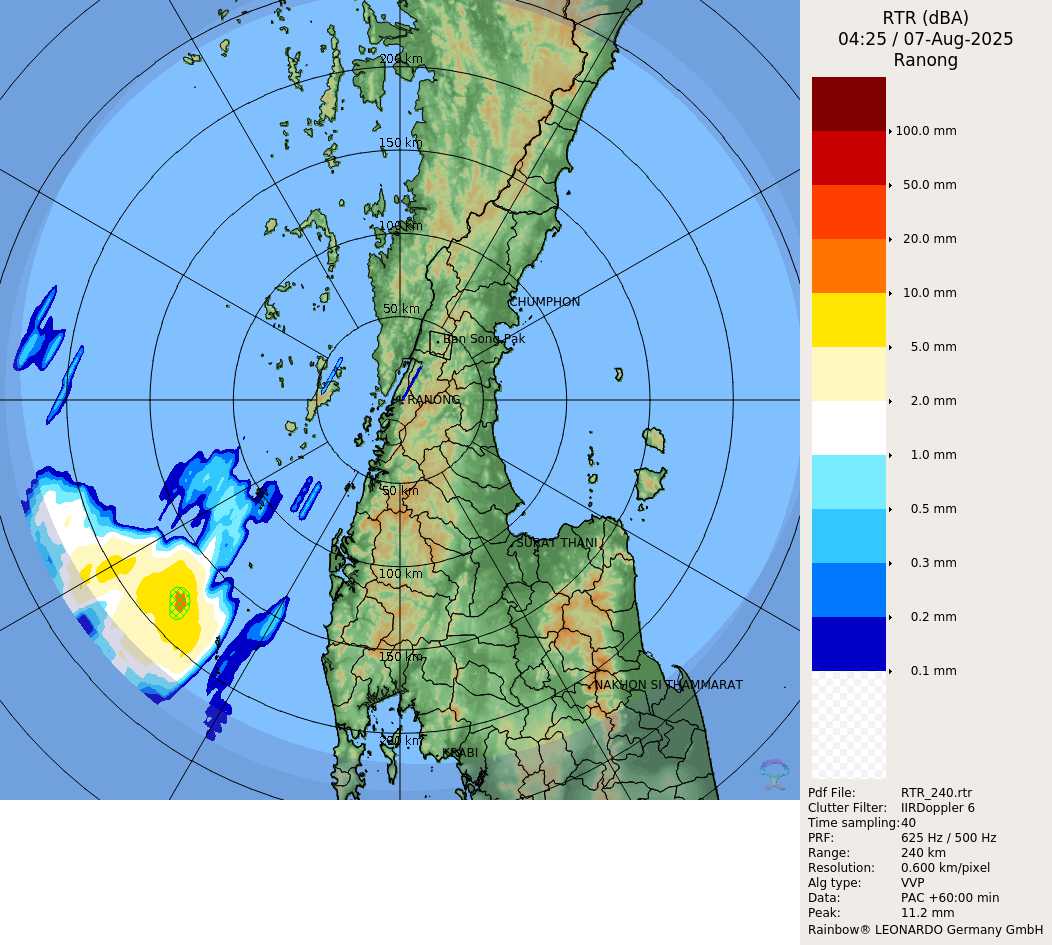 RTR (dBA)
04:25 / 07-Aug-2025
Ranong
200 km
150 km
100 km
50 km
CHUMPHON
Ban Song Pak
RANONG
50 km
SURAT THANI
100 km
150 km
NAKHON SI THAMMARAT
200 km
KRABI
100.0 mm
50.0 mm
20.0 mm
10.0 mm
5.0 mm
2.0 mm
1.0 mm
0.5 mm
0.3 mm
0.2 mm
0.1 mm
Pdf File: RTR_240.rtr
Clutter Filter: IIRDoppler 6
Time sampling:40
PRF: 625 Hz / 500 Hz
Range: 240 km
Resolution: 0.600 km/pixel
Alg type: VVP
Data: PAC +60:00 min
Peak: 11.2 mm
Rainbow® LEONARDO Germany GmbH